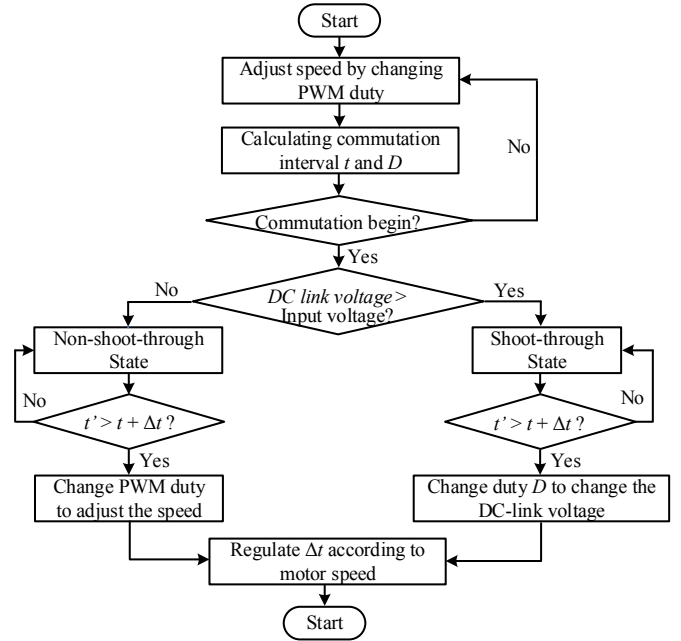 Start
Adjust speed by changing
PWM duty
Calculating commutation
interval t and D
No
Commutation begin?
Yes
No
DC link voltage>
Input voltage?
Yes
Non-shoot-through
State
Shoot-through
State
No
t’> t + Δt ?
Yes
t’> t + Δt ?
No
Yes
Change PWM duty
to adjust the speed
Change duty D to change the
DC-link voltage
Regulate Δt according to
motor speed
Start